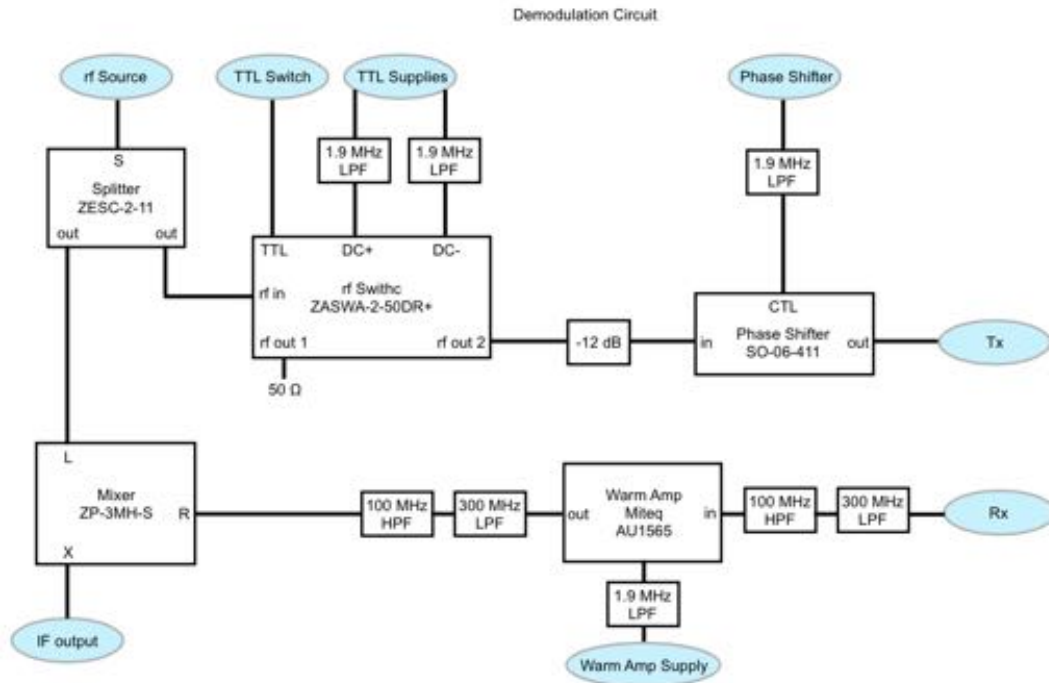 Demodulation Circuit
rf Source
TTL Switch
TTL Supplies
Phase Shifter
1.9 MHz
LPF
1.9 MHz
LPF
1.9 MHz
LPF
S
Splitter
ZESC-2-11
out
out
TTL
DC+
DC-
rf in
rf Swithc
ZASWA-2-50DR+
rf out 1
rf out 2
50 Ω
-12 dB
CTL
in
Phase Shifter
SO-06-411
out
Tx
L
Mixer
ZP-3MH-S
R
X
100 MHz
HPF
300 MHz
LPF
out
Warm Amp
Miteq
AU1565
in
100 MHz
HPF
300 MHz
LPF
Rx
1.9 MHz
LPF
IF output
Warm Amp Supply